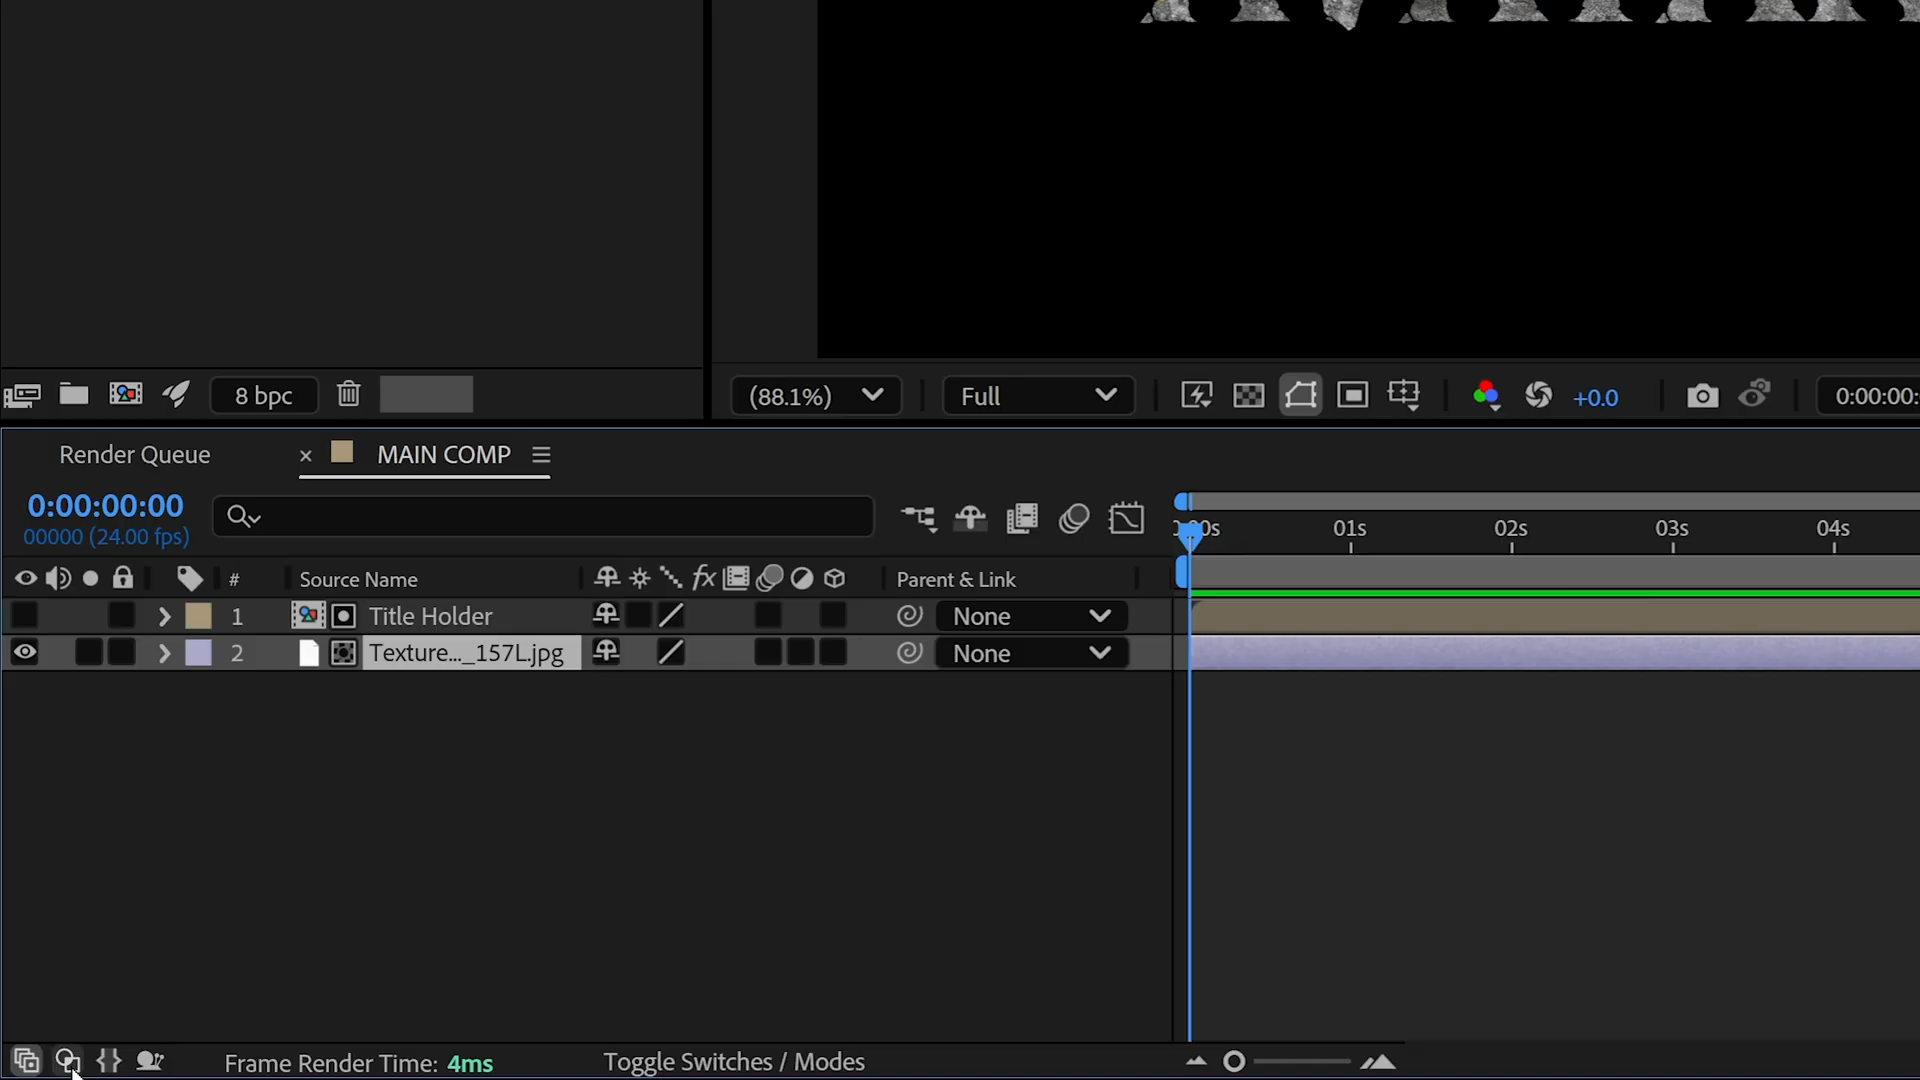 8 bpc
(88.1%)
Full
+0.0
0:00:00:
Render Queue
MAIN COMP
0:00:00:00
00000 (24.00 fps)
00s
01s
02s
03s
04s
#
Source Name
fx
Parent & Link
1
Title Holder
None
2
Texture..._157L.jpg
None
Frame Render Time: 4ms
Toggle Switches / Modes